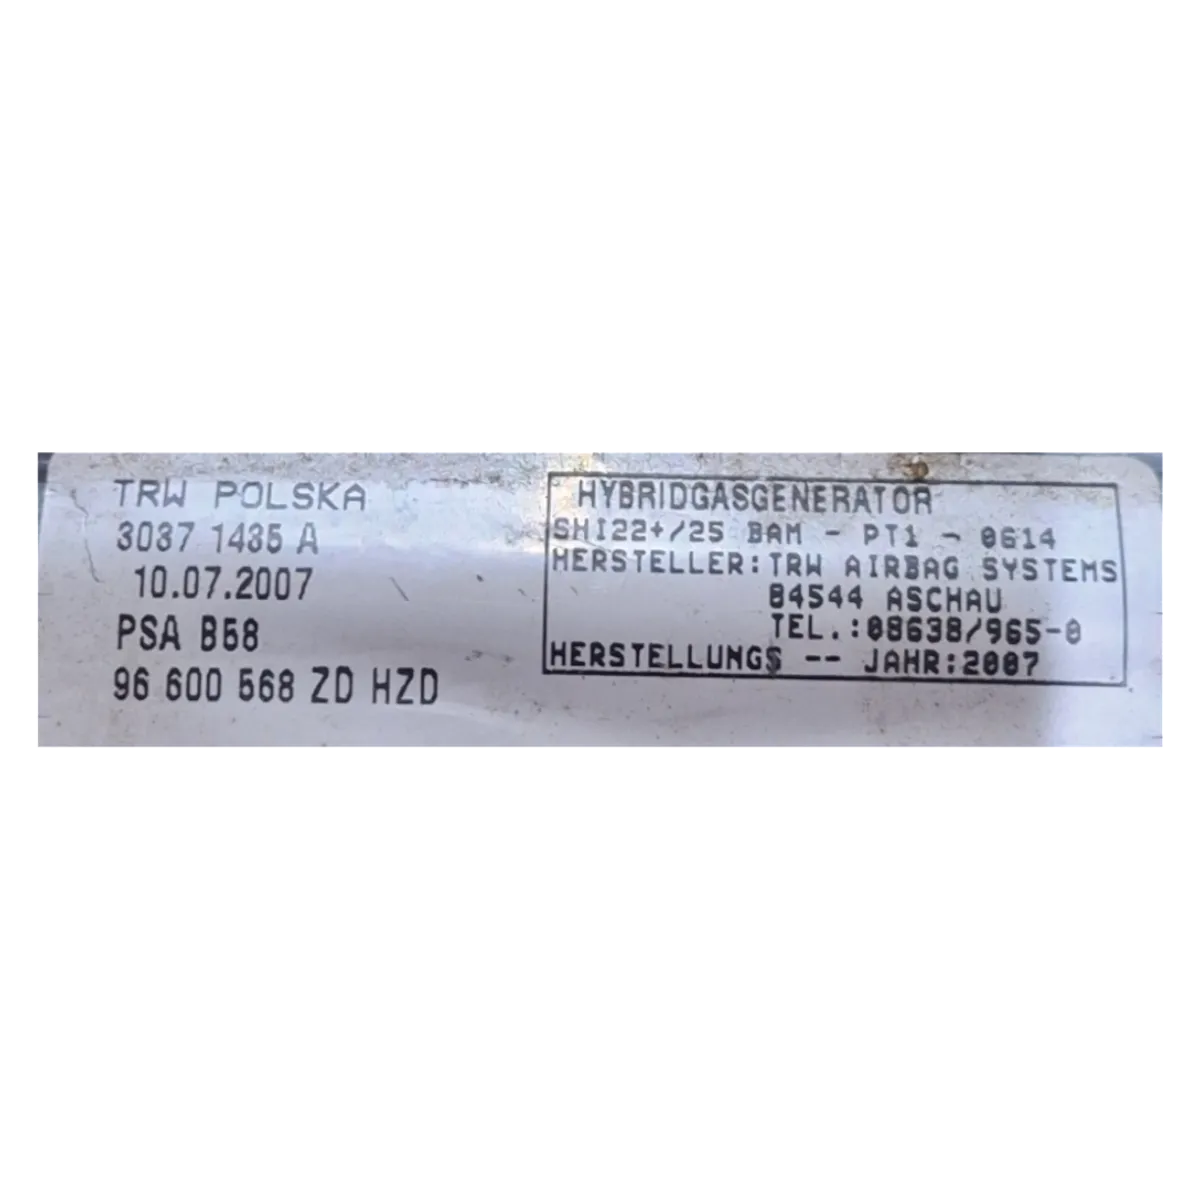 TRW POLSKA
3037 1435 A
10.07.2007
PSA B58
96 600 568 ZD HZD
HYBRIDGASGENERATOR
SHI22+/25 BAM - PT1 - 0614
HERSTELLER:TRW AIRBAG SYSTEMS
84544 ASCHAU
TEL.:08638/965-0
HERSTELLUNGS -- JAHR:2007